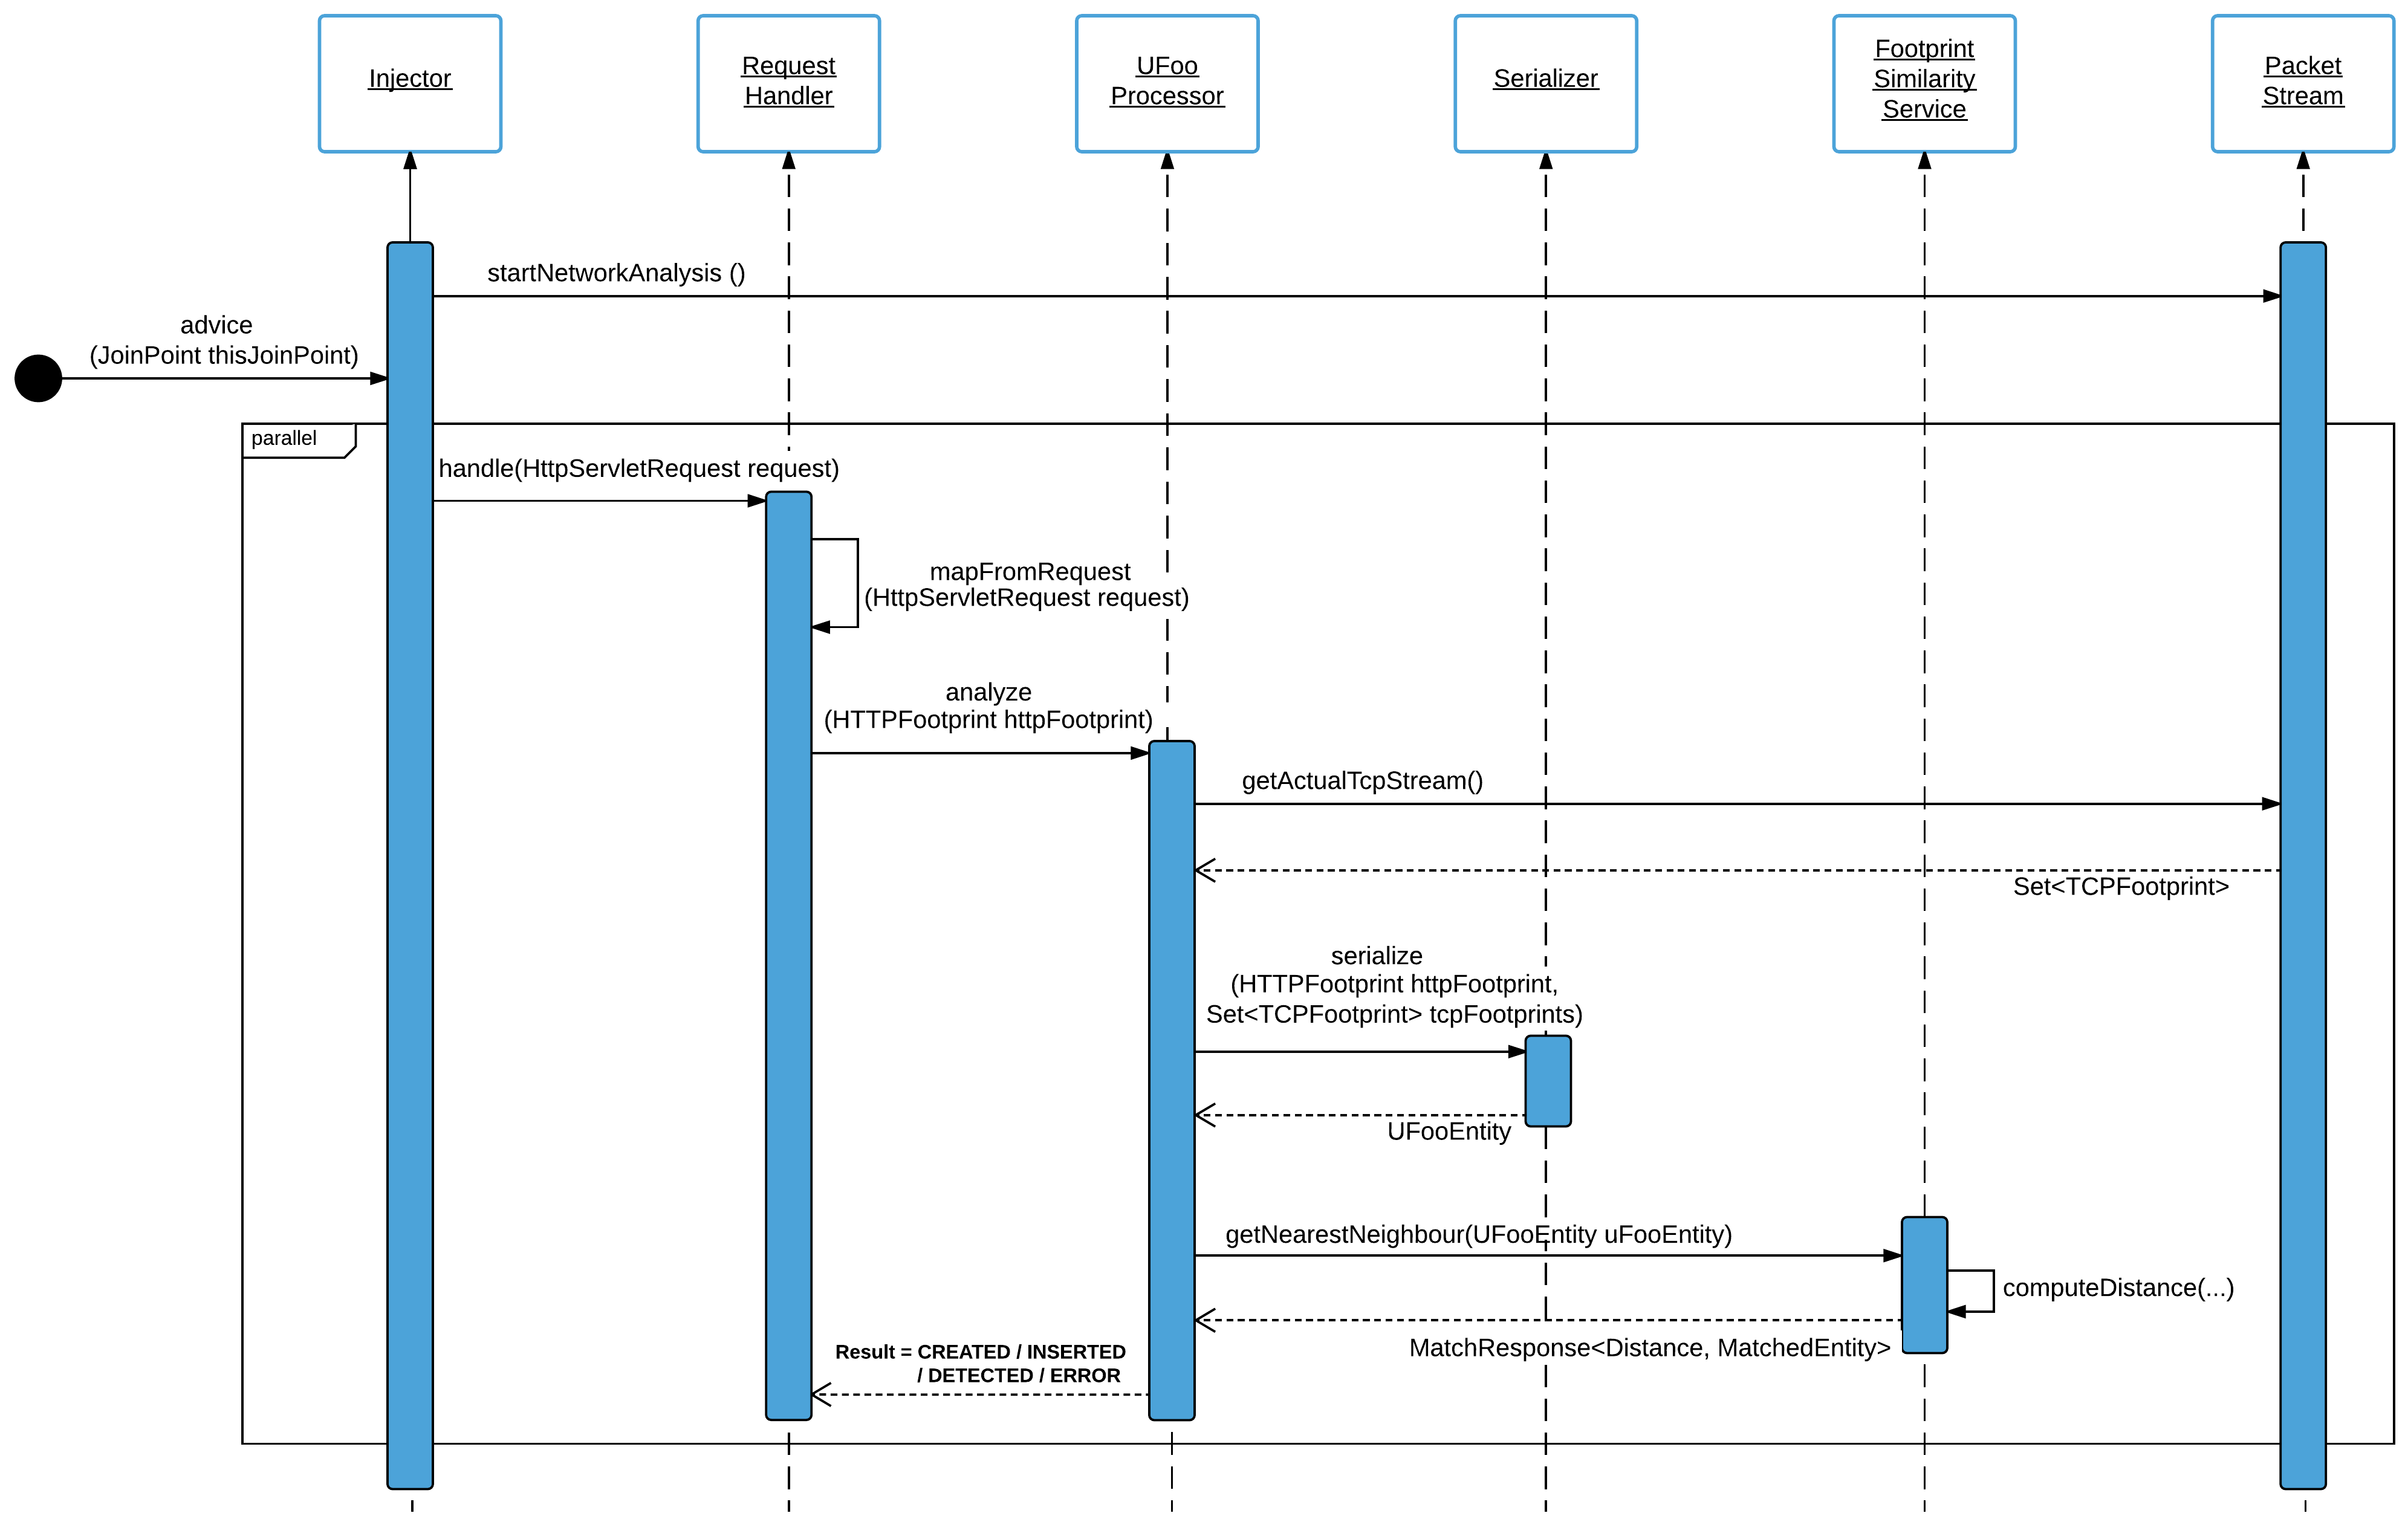 Injector
Request
Handler
UFoo
Processor
Serializer
Footprint
Similarity
Service
Packet
Stream
startNetworkAnalysis ()
advice
(JoinPoint thisJoinPoint)
parallel
handle(HttpServletRequest request)
mapFromRequest
(HttpServletRequest request)
analyze
(HTTPFootprint httpFootprint)
getActualTcpStream()
Set<TCPFootprint>
serialize
(HTTPFootprint httpFootprint,
Set<TCPFootprint> tcpFootprints)
UFooEntity
getNearestNeighbour(UFooEntity uFooEntity)
computeDistance(...)
MatchResponse<Distance, MatchedEntity>
Result = CREATED / INSERTED
/ DETECTED / ERROR